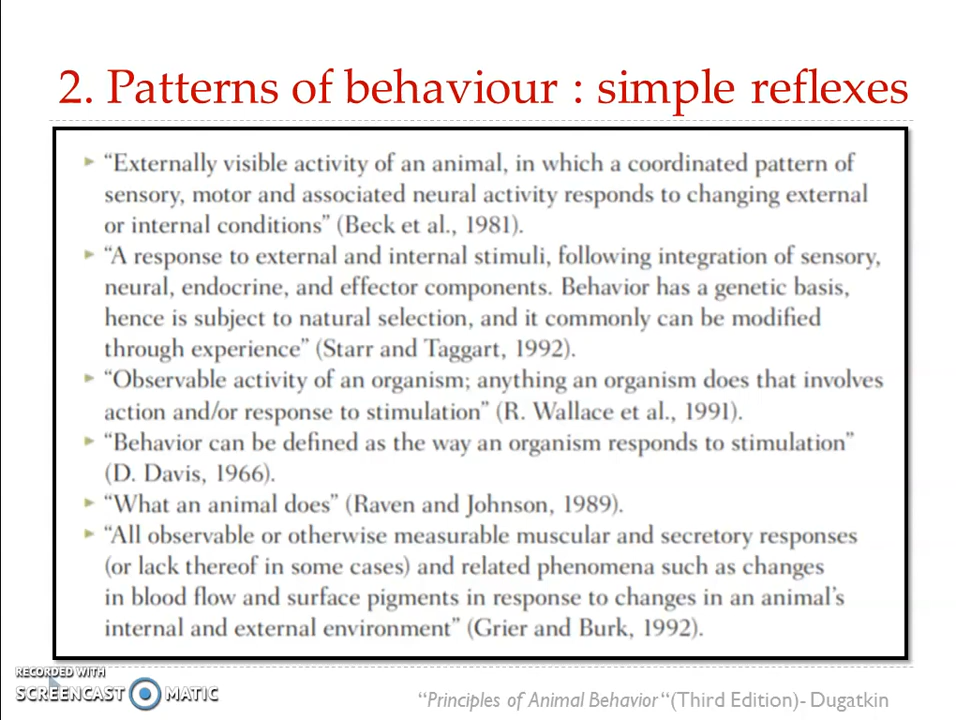 2. Patterns of behaviour : simple reflexes
“Externally visible activity of an animal, in which a coordinated pattern of
sensory, motor and associated neural activity responds to changing external
or internal conditions” (Beck et al., 1981).
“A response to external and internal stimuli, following integration of sensory,
neural, endocrine, and effector components. Behavior has a genetic basis,
hence is subject to natural selection, and it commonly can be modified
through experience” (Starr and Taggart, 1992).
“Observable activity of an organism; anything an organism does that involves
action and/or response to stimulation” (R. Wallace et al., 1991).
“Behavior can be defined as the way an organism responds to stimulation”
(D. Davis, 1966).
“What an animal does” (Raven and Johnson, 1989).
“All observable or otherwise measurable muscular and secretory responses
(or lack thereof in some cases) and related phenomena such as changes
in blood flow and surface pigments in response to changes in an animal’s
internal and external environment” (Grier and Burk, 1992).
RECORDED WITH
SCREENCAST MATIC
“Principles of Animal Behavior “(Third Edition)- Dugatkin